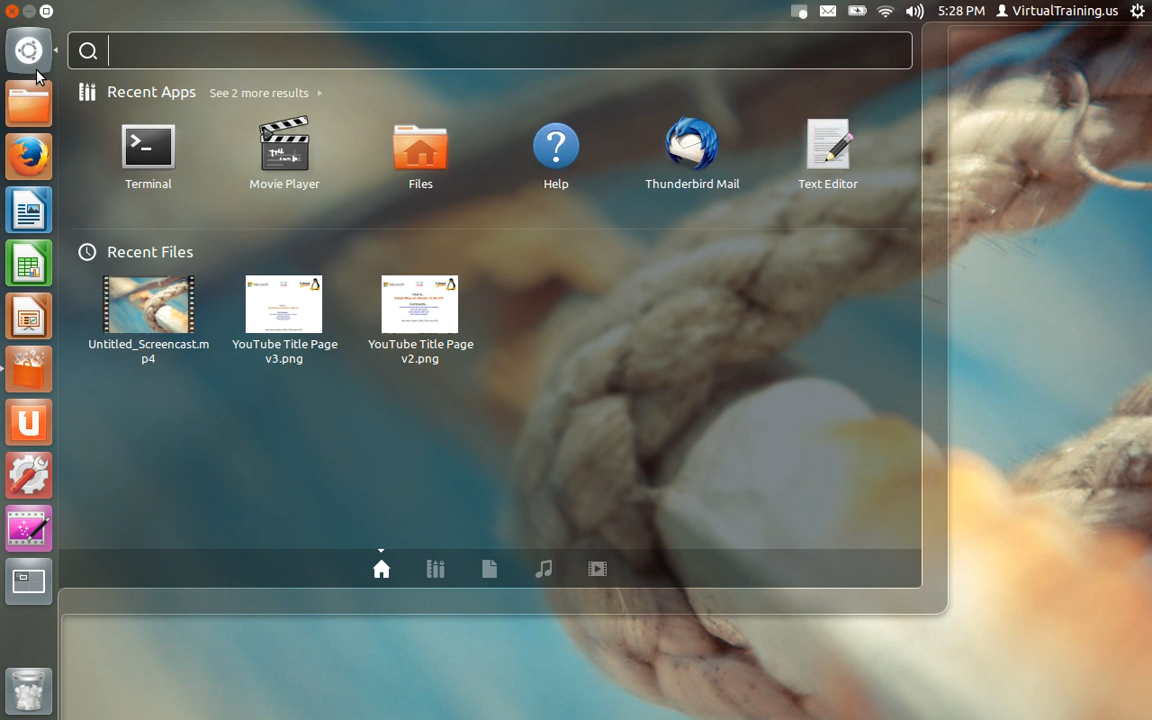 5:28 PM VirtualTraining.us
Recent Apps See 2 more results
Terminal Movie Player Files Help Thunderbird Mail Text Editor
Recent Files
Untitled_Screencast.m YouTube Title Page YouTube Title Page
p4 v3.png v2.png